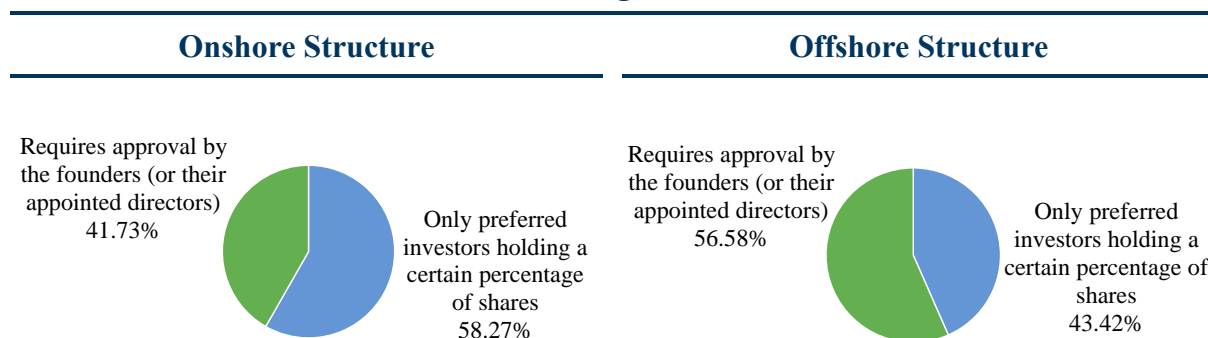 Onshore Structure
Requires approval by
the founders (or their
appointed directors)
41.73%
Only preferred
investors holding a
certain percentage
of shares
58.27%
Offshore Structure
Requires approval by
the founders (or their
appointed directors)
56.58%
Only preferred
investors holding a
certain percentage of
shares
43.42%